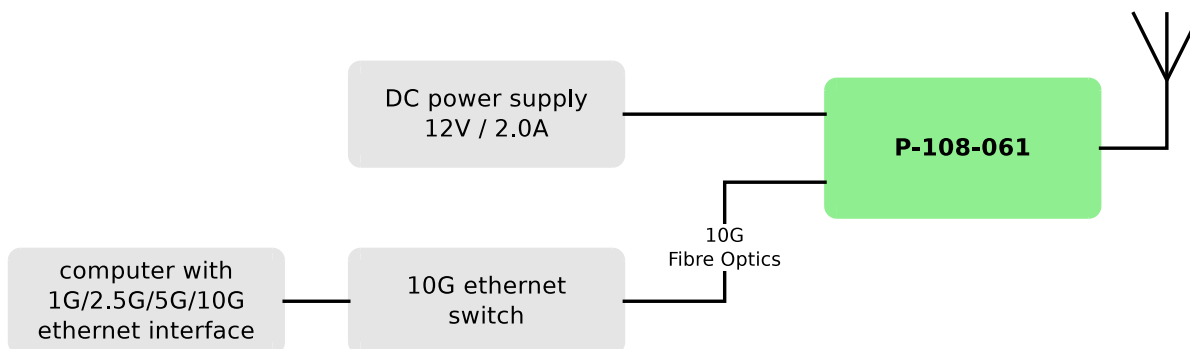 DC power supply
12V / 2.0A
P-108-061
10G
Fibre Optics
computer with
1G/2.5G/5G/10G
ethernet interface
10G ethernet
switch